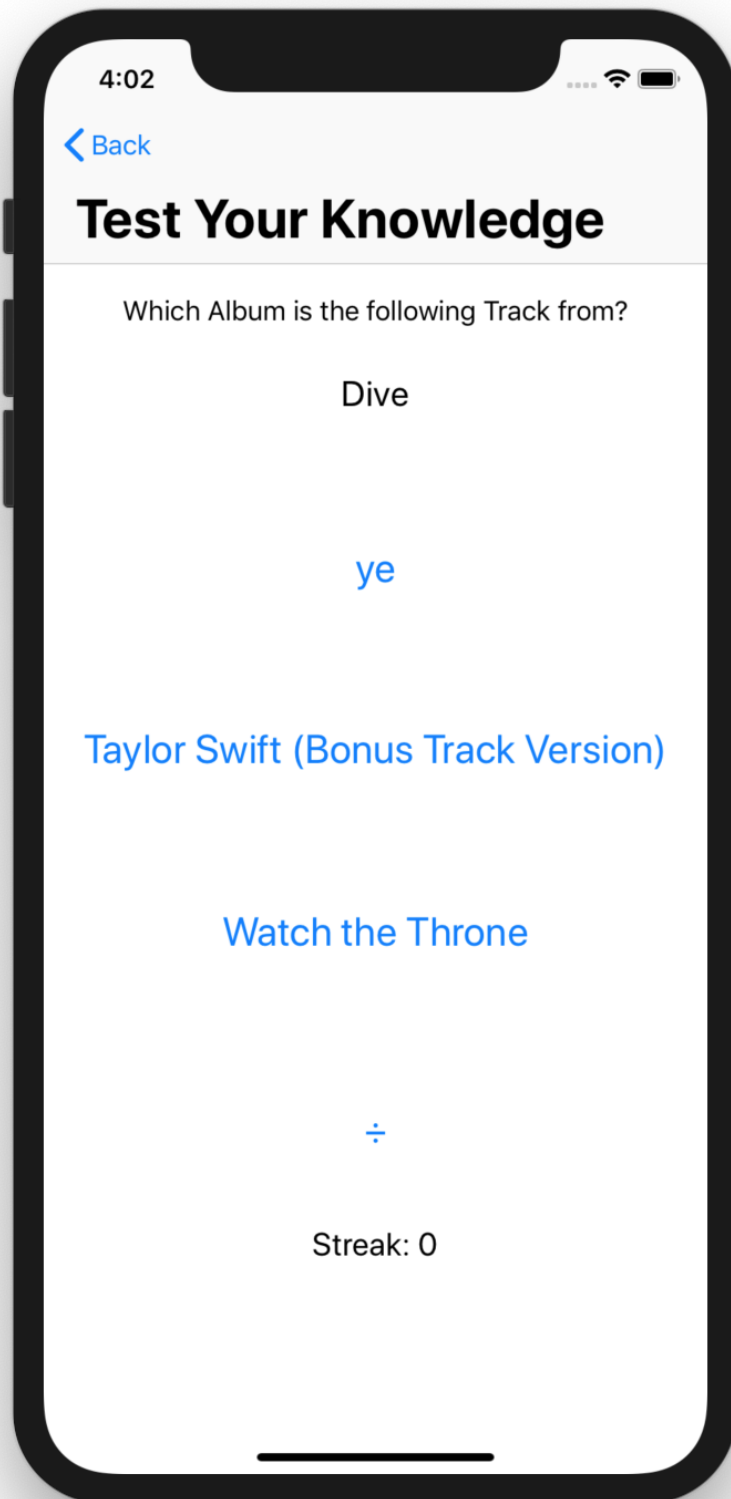 4:02
Back
Test Your Knowledge
Which Album is the following Track from?
Dive
ye
Taylor Swift (Bonus Track Version)
Watch the Throne
÷
Streak: 0